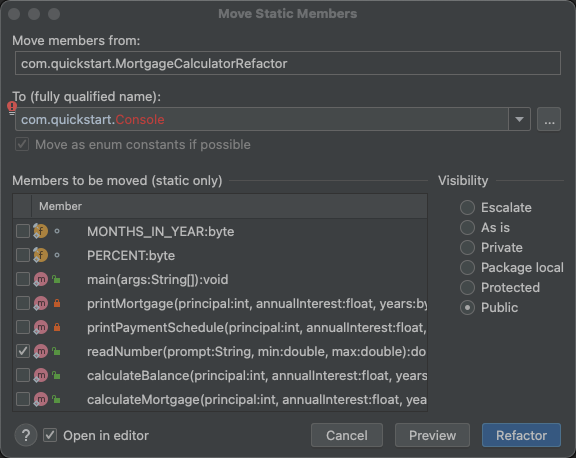 Move Static Members
Move members from:
com.quickstart.MortgageCalculatorRefactor
To (fully qualified name):
com.quickstart.Console
...
Move as enum constants if possible
Members to be moved (static only)
Visibility
Member
MONTHS_IN_YEAR:byte
PERCENT:byte
main(args:String[]):void
printMortgage(principal:int, annualInterest:float, years:by
printPaymentSchedule(principal:int, annualInterest:float,
readNumber(prompt:String, min:double, max:double):do
calculateBalance(principal:int, annualInterest:float, years
calculateMortgage(principal:int, annualInterest:float, yea
Escalate
As is
Private
Package local
Protected
Public
?
Open in editor
Cancel
Preview
Refactor